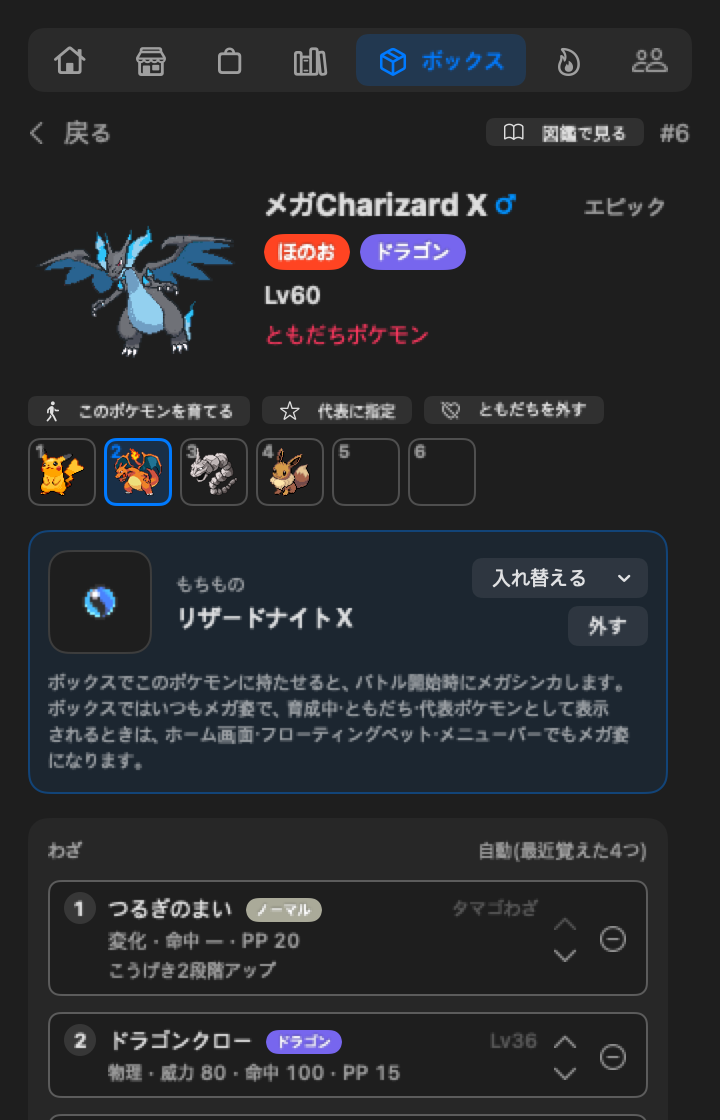 ボックス
戻る
図鑑で見る
#6
メガCharizard X ♂
エピック
ほのお
ドラゴン
Lv60
ともだちポケモン
このポケモンを育てる
代表に指定
ともだちを外す
1
2
3
4
5
6
もちもの
リザードナイトX
入れ替える
外す
ボックスでこのポケモンに持たせると、バトル開始時にメガシンカします。
ボックスではいつもメガ姿で、育成中·ともだち·代表ポケモンとして表示
されるときは、ホーム画面·フローティングペット·メニューバーでもメガ姿
になります。
わざ
自動(最近覚えた4つ)
1 つるぎのまい ノーマル タマゴわざ
変化・命中 —・PP 20
こうげき2段階アップ
2 ドラゴンクロー ドラゴン Lv36
物理・威力 80・命中 100・PP 15